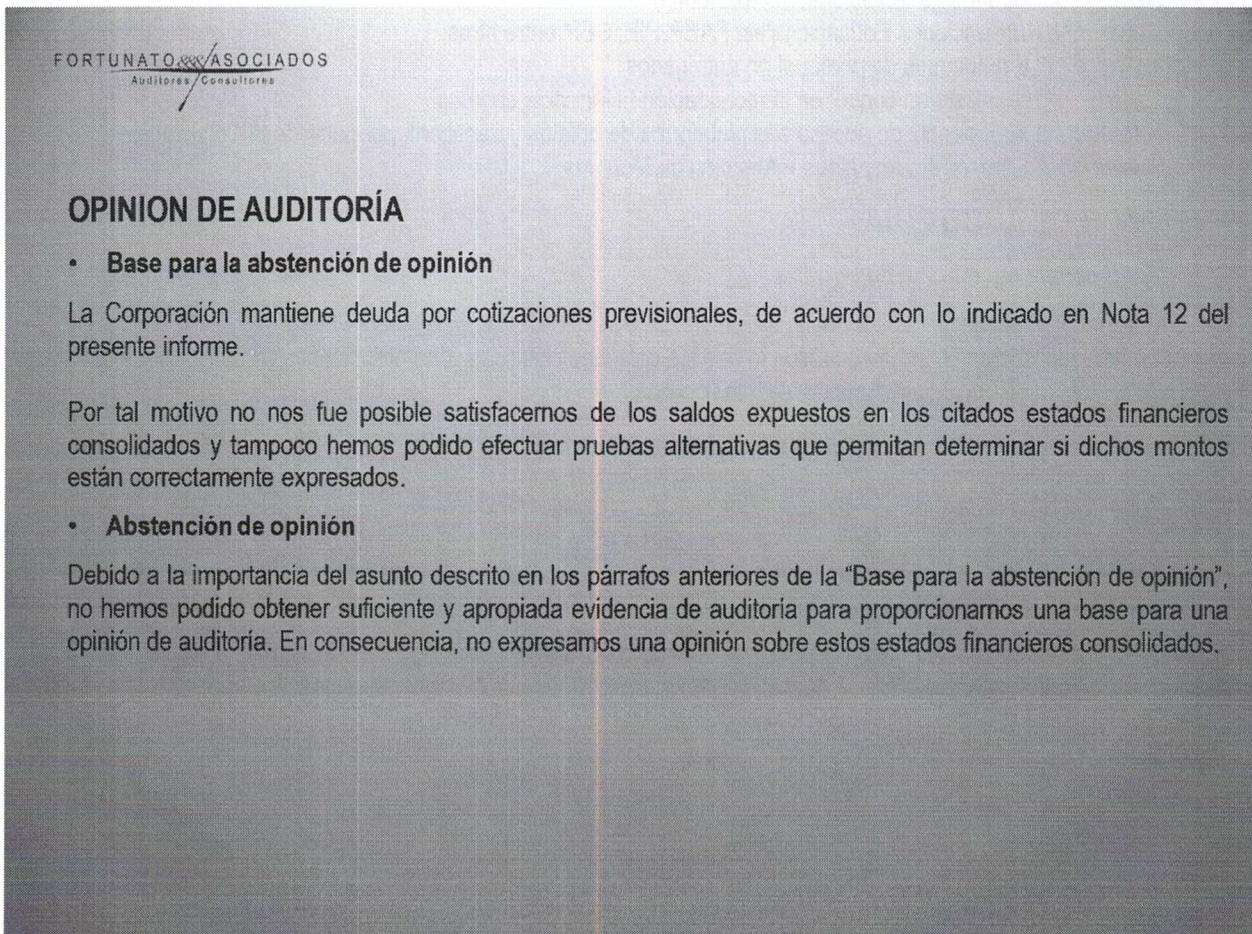 FORTUNATO & ASOCIADOS
Auditores / Consultores
OPINION DE AUDITORÍA
• Base para la abstención de opinión
La Corporación mantiene deuda por cotizaciones previsionales, de acuerdo con lo indicado en Nota 12 del
presente informe.
Por tal motivo no nos fue posible satisfacernos de los saldos expuestos en los citados estados financieros
consolidados y tampoco hemos podido efectuar pruebas alternativas que permitan determinar si dichos montos
están correctamente expresados.
• Abstención de opinión
Debido a la importancia del asunto descrito en los párrafos anteriores de la “Base para la abstención de opinión”,
no hemos podido obtener suficiente y apropiada evidencia de auditoría para proporcionarnos una base para una
opinión de auditoría. En consecuencia, no expresamos una opinión sobre estos estados financieros consolidados.